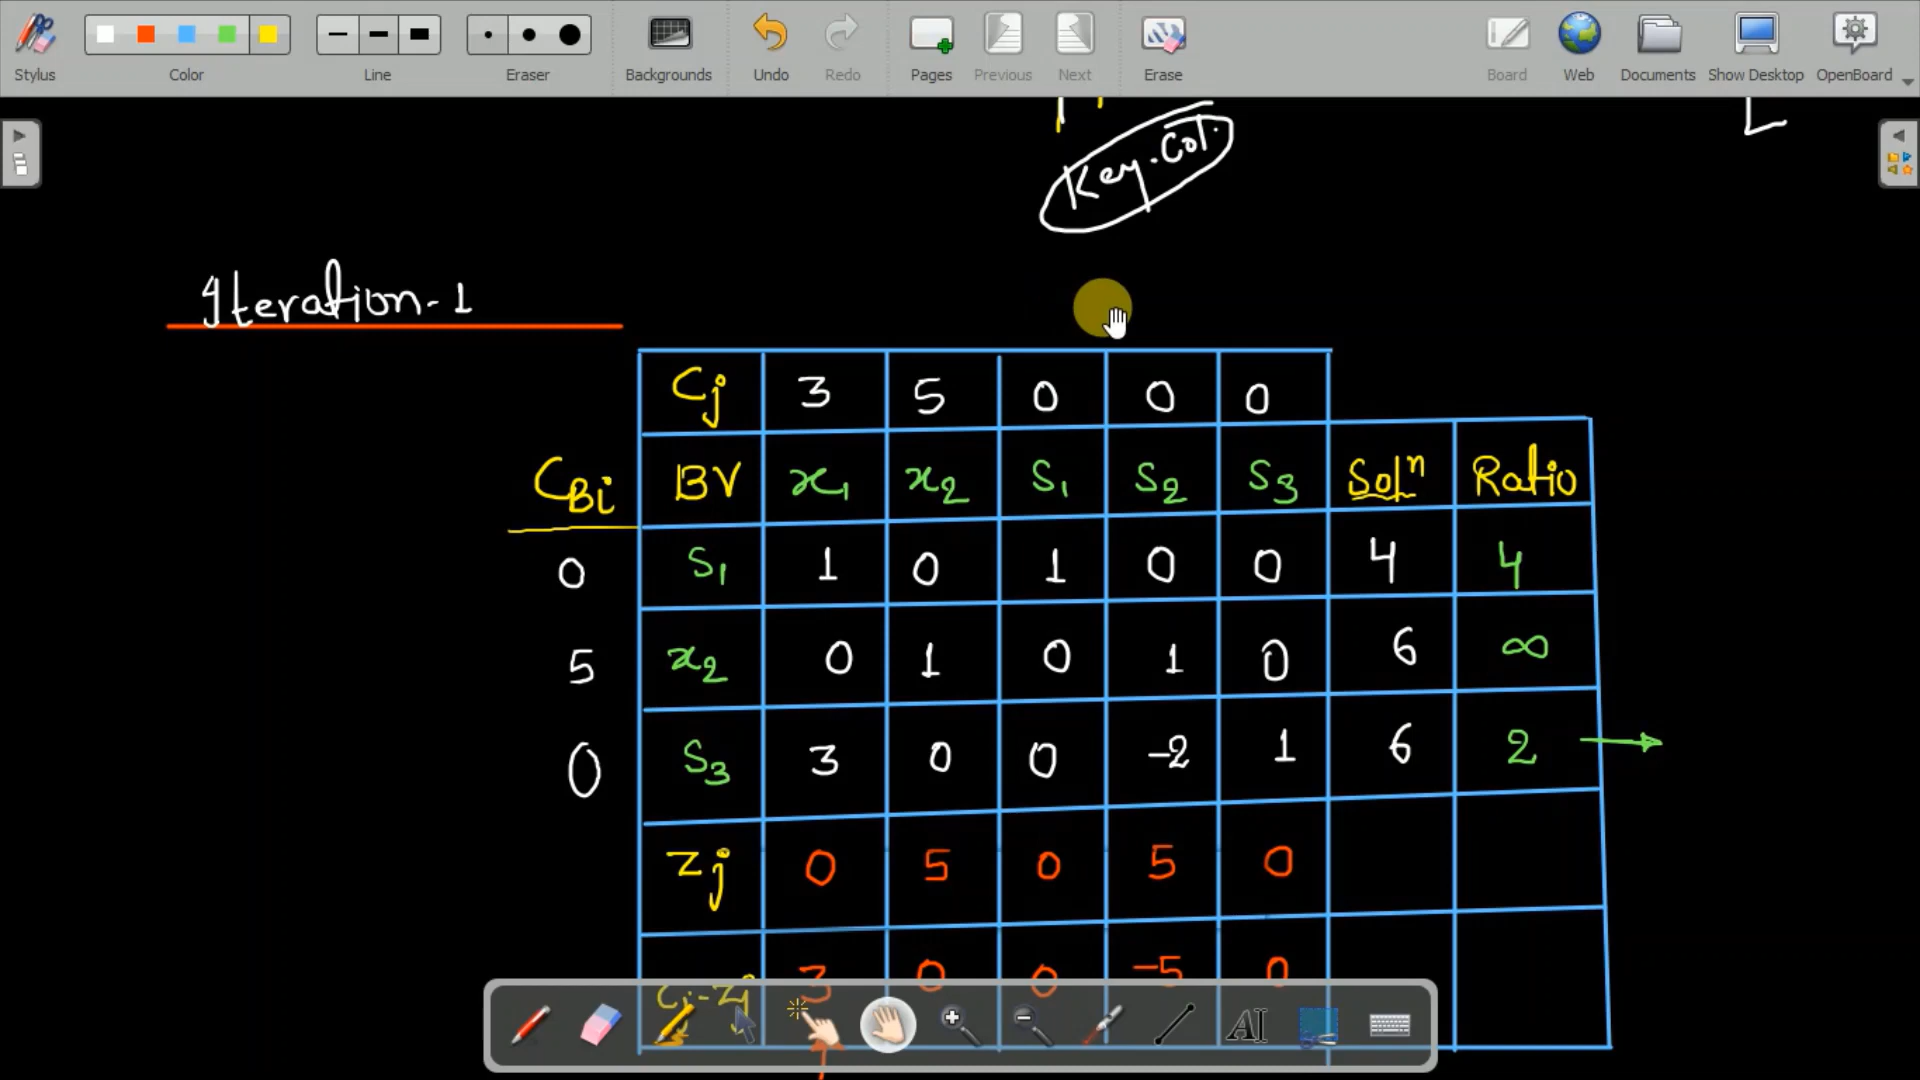 Stylus Color Line Eraser Backgrounds Undo Redo Pages Previous Next Erase Board Web Documents Show Desktop OpenBoard
Key.Col.
Iteration-1
Cj 3 5 0 0 0
CBi BV x1 x2 S1 S2 S3 Solⁿ Ratio
0 S1 1 0 1 0 0 4 4
5 x2 0 1 0 1 0 6 ∞
0 S3 3 0 0 -2 1 6 2
Zj 0 5 0 5 0
Cj-Zj 3 0 0 -5 0